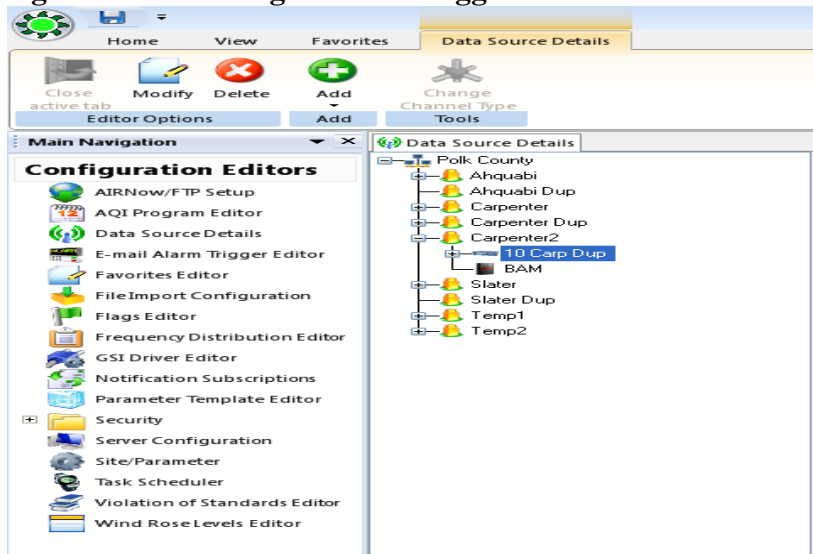 Home View Favorites Data Source Details
Close active tab Modify Delete Add Change Channel Type
Editor Options Add Tools
Main Navigation
Configuration Editors
AIRNow/FTP Setup
AQI Program Editor
Data Source Details
E-mail Alarm Trigger Editor
Favorites Editor
File Import Configuration
Flags Editor
Frequency Distribution Editor
GSI Driver Editor
Notification Subscriptions
Parameter Template Editor
Security
Server Configuration
Site/Parameter
Task Scheduler
Violation of Standards Editor
Wind Rose Levels Editor
Data Source Details
Polk County
Ahquabi
Ahquabi Dup
Carpenter
Carpenter Dup
Carpenter2
10 Carp Dup
BAM
Slater
Slater Dup
Temp1
Temp2